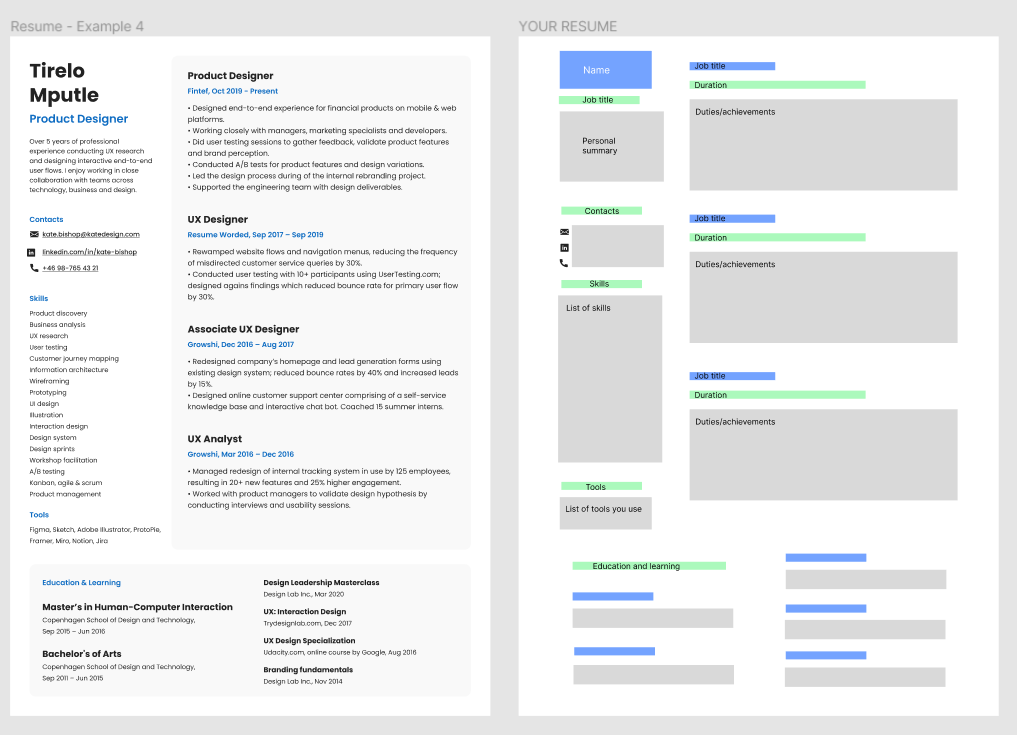 Resume - Example 4
Tirelo
Mputle
Product Designer
Over 5 years of professional
experience conducting UX research
and designing interactive end-to-end
user flows. I enjoy working in close
collaboration with teams across
technology, business and design.
Contacts
kate.bishop@katedesign.com
linkedin.com/in/kate-bishop
+46 98-765 43 21
Skills
Product discovery
Business analysis
UX research
User testing
Customer journey mapping
Information architecture
Wireframing
Prototyping
UI design
Illustration
Interaction design
Design system
Design sprints
Workshop facilitation
A/B testing
Kanban, agile & scrum
Product management
Tools
Figma, Sketch, Adobe Illustrator, ProtoPie,
Framer, Miro, Notion, Jira
Product Designer
Fintef, Oct 2019 - Present
• Designed end-to-end experience for financial products on mobile & web
platforms.
• Working closely with managers, marketing specialists and developers.
• Did user testing sessions to gather feedback, validate product features
and brand perception.
• Conducted A/B tests for product features and design variations.
• Led the design process during of the internal rebranding project.
• Supported the engineering team with design deliverables.
UX Designer
Resume Worded, Sep 2017 – Sep 2019
• Rewamped website flows and navigation menus, reducing the frequency
of misdirected customer service queries by 30%.
• Conducted user testing with 10+ participants using UserTesting.com;
designed agains findings which reduced bounce rate for primary user flow
by 30%.
Associate UX Designer
Growshi, Dec 2016 – Aug 2017
• Redesigned company's homepage and lead generation forms using
existing design system; reduced bounce rates by 40% and increased leads
by 15%.
• Designed online customer support center comprising of a self-service
knowledge base and interactive chat bot. Coached 15 summer interns.
UX Analyst
Growshi, Mar 2016 – Dec 2016
• Managed redesign of internal tracking system in use by 125 employees,
resulting in 20+ new features and 25% higher engagement.
• Worked with product managers to validate design hypothesis by
conducting interviews and usability sessions.
Education & Learning
Master's in Human-Computer Interaction
Copenhagen School of Design and Technology,
Sep 2015 – Jun 2016
Bachelor's of Arts
Copenhagen School of Design and Technology,
Sep 2011 – Jun 2015
Design Leadership Masterclass
Design Lab Inc., Mar 2020
UX: Interaction Design
Trydesignlab.com, Dec 2017
UX Design Specialization
Udacity.com, online course by Google, Aug 2016
Branding fundamentals
Design Lab Inc., Nov 2014
YOUR RESUME
Name
Job title
Personal
summary
Contacts
Skills
List of skills
Tools
List of tools you use
Job title
Duration
Duties/achievements
Job title
Duration
Duties/achievements
Job title
Duration
Duties/achievements
Education and learning